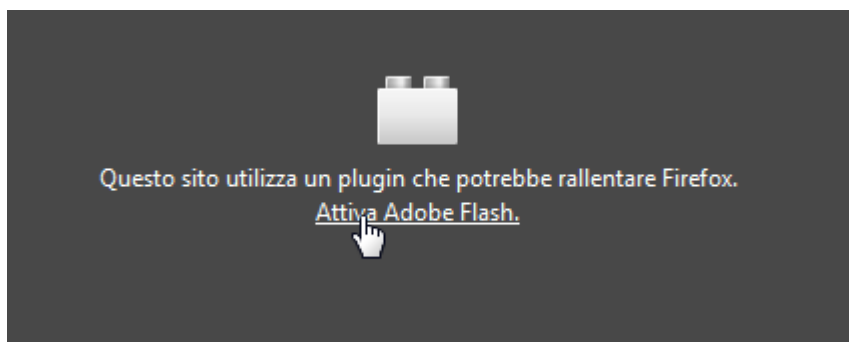 Questo sito utilizza un plugin che potrebbe rallentare Firefox.
Attiva Adobe Flash.